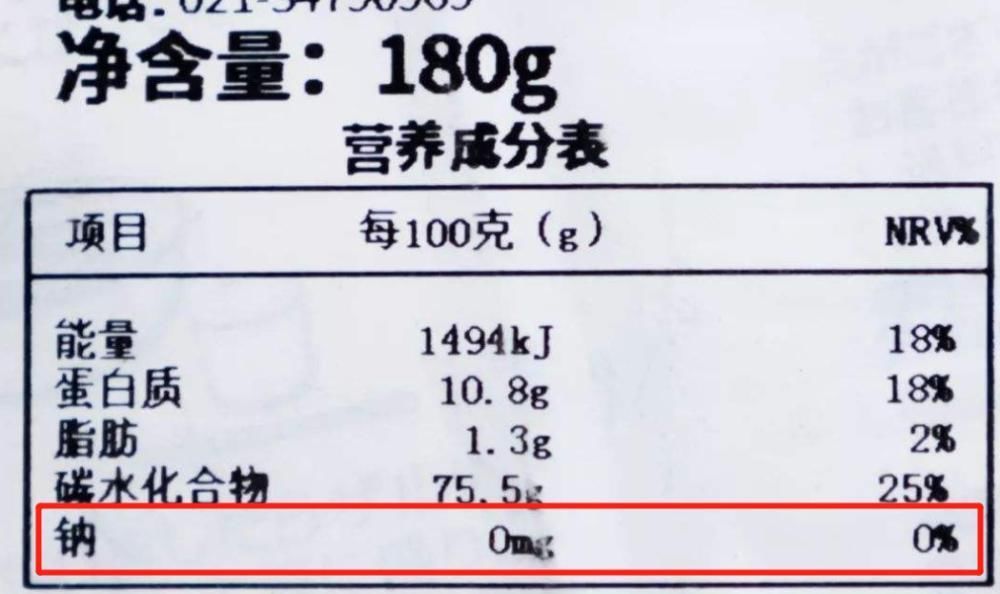 净含量：180g
营养成分表
项目 每100克（g） NRV%
能量 1494kJ 18%
蛋白质 10.8g 18%
脂肪 1.3g 2%
碳水化合物 75.5g 25%
钠 0mg 0%